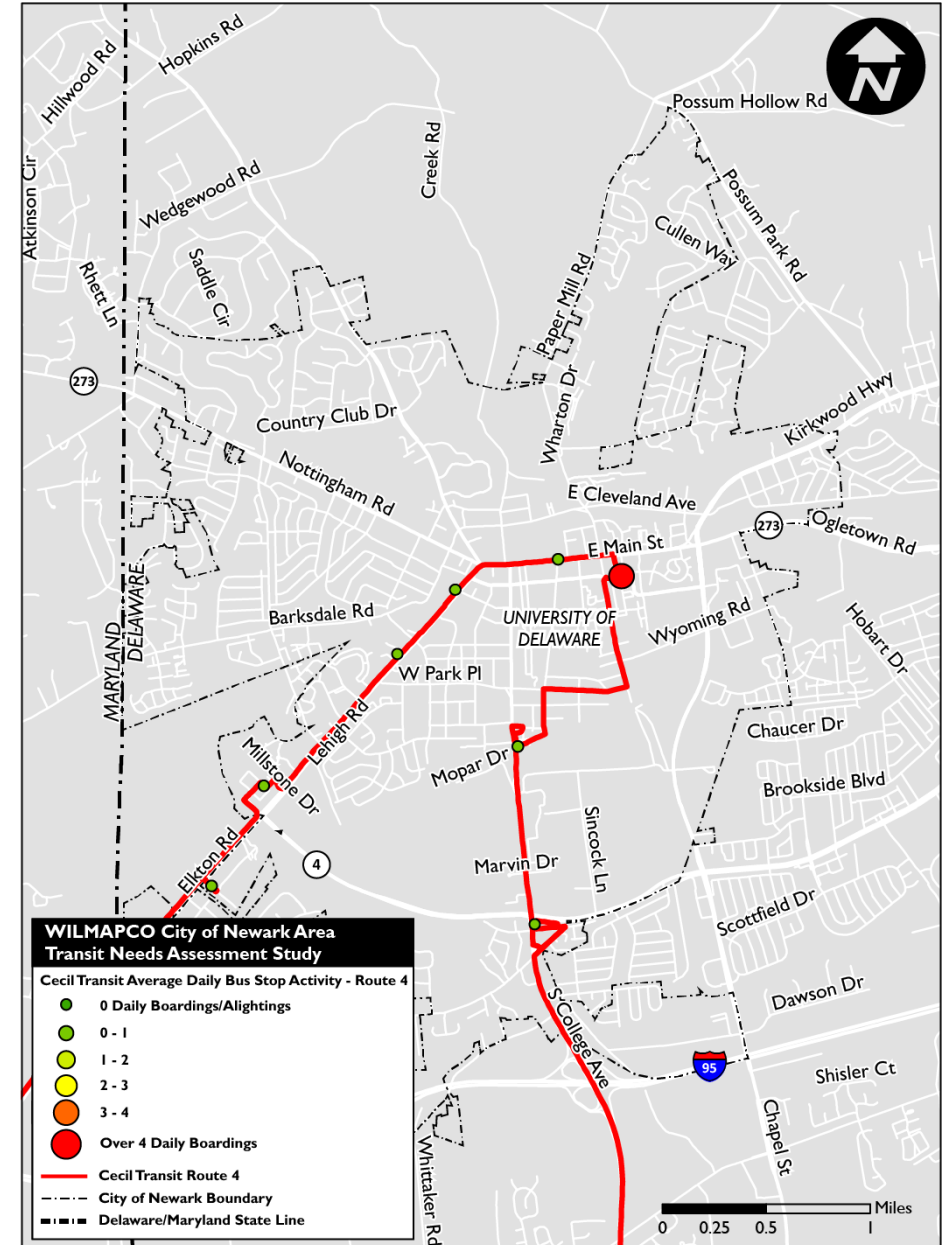 Hopkins Rd
Hillwood Rd
N
Possum Hollow Rd
Creek Rd
Atkinson Cir
Wedgewood Rd
Possum Park Rd
Cullen Way
Saddle Cir
Rhett Ln
Paper Mill Rd
273
Wharton Dr
Kirkwood Hwy
Country Club Dr
Nottingham Rd
E Cleveland Ave
273
Ogletown Rd
E Main St
MARYLAND
DELAWARE
Barksdale Rd
UNIVERSITY OF
DELAWARE
Wyoming Rd
Hobart Dr
W Park Pl
Lehigh Rd
Chaucer Dr
Millstone Dr
Mopar Dr
Brookside Blvd
Sincock Ln
Elkton Rd
4
Marvin Dr
Scottfield Dr
S College Ave
Dawson Dr
95
Shisler Ct
Chapel St
Whittaker Rd
WILMAPCO City of Newark Area
Transit Needs Assessment Study
Cecil Transit Average Daily Bus Stop Activity - Route 4
0 Daily Boardings/Alightings
0 - 1
1 - 2
2 - 3
3 - 4
Over 4 Daily Boardings
Cecil Transit Route 4
City of Newark Boundary
Delaware/Maryland State Line
Miles
0 0.25 0.5 1